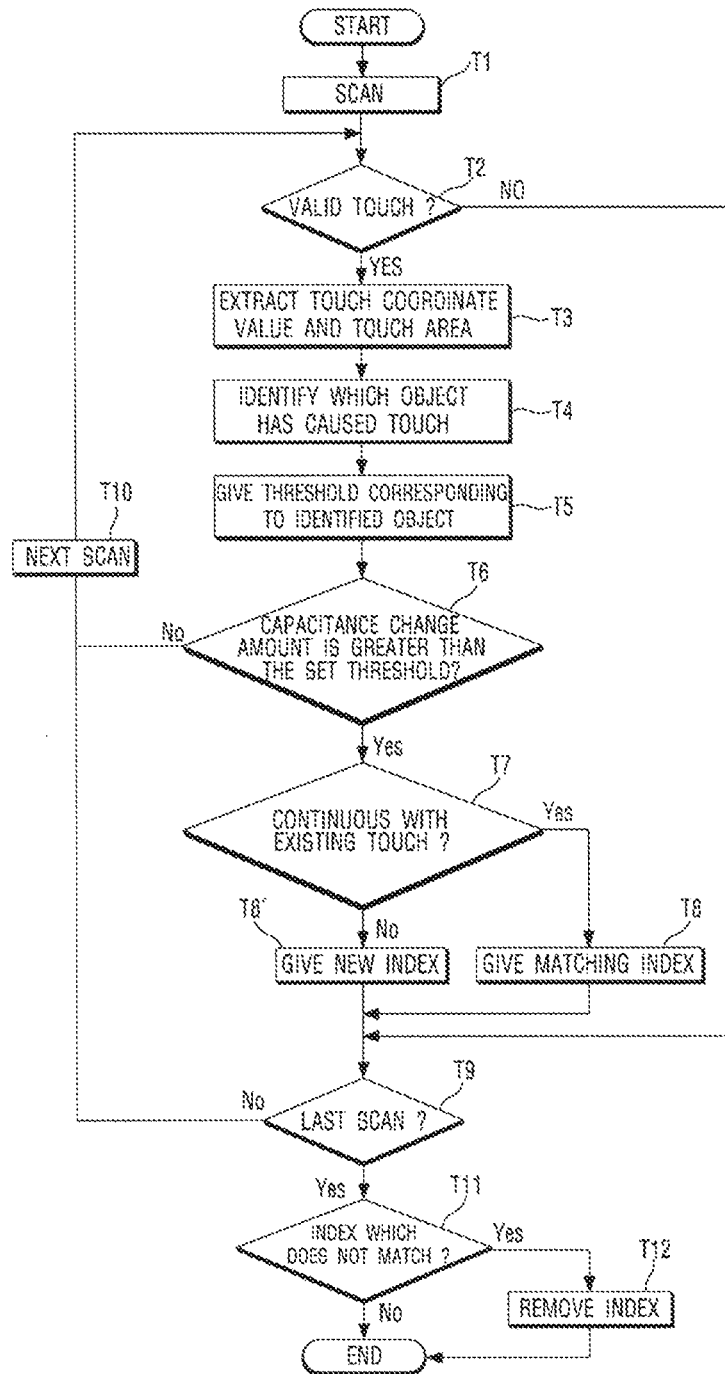 START
T1
SCAN
T2
VALID TOUCH ?
NO
YES
EXTRACT TOUCH COORDINATE
VALUE AND TOUCH AREA
T3
IDENTIFY WHICH OBJECT
HAS CAUSED TOUCH
T4
T10
GIVE THRESHOLD CORRESPONDING
TO IDENTIFIED OBJECT
T5
NEXT SCAN
T6
No
CAPACITANCE CHANGE
AMOUNT IS GREATER THAN
THE SET THRESHOLD?
Yes
T7
CONTINUOUS WITH
EXISTING TOUCH ?
Yes
T8'
No
T8
GIVE NEW INDEX
GIVE MATCHING INDEX
T9
No
LAST SCAN ?
Yes
T11
INDEX WHICH
DOES NOT MATCH ?
Yes
T12
No
REMOVE INDEX
END